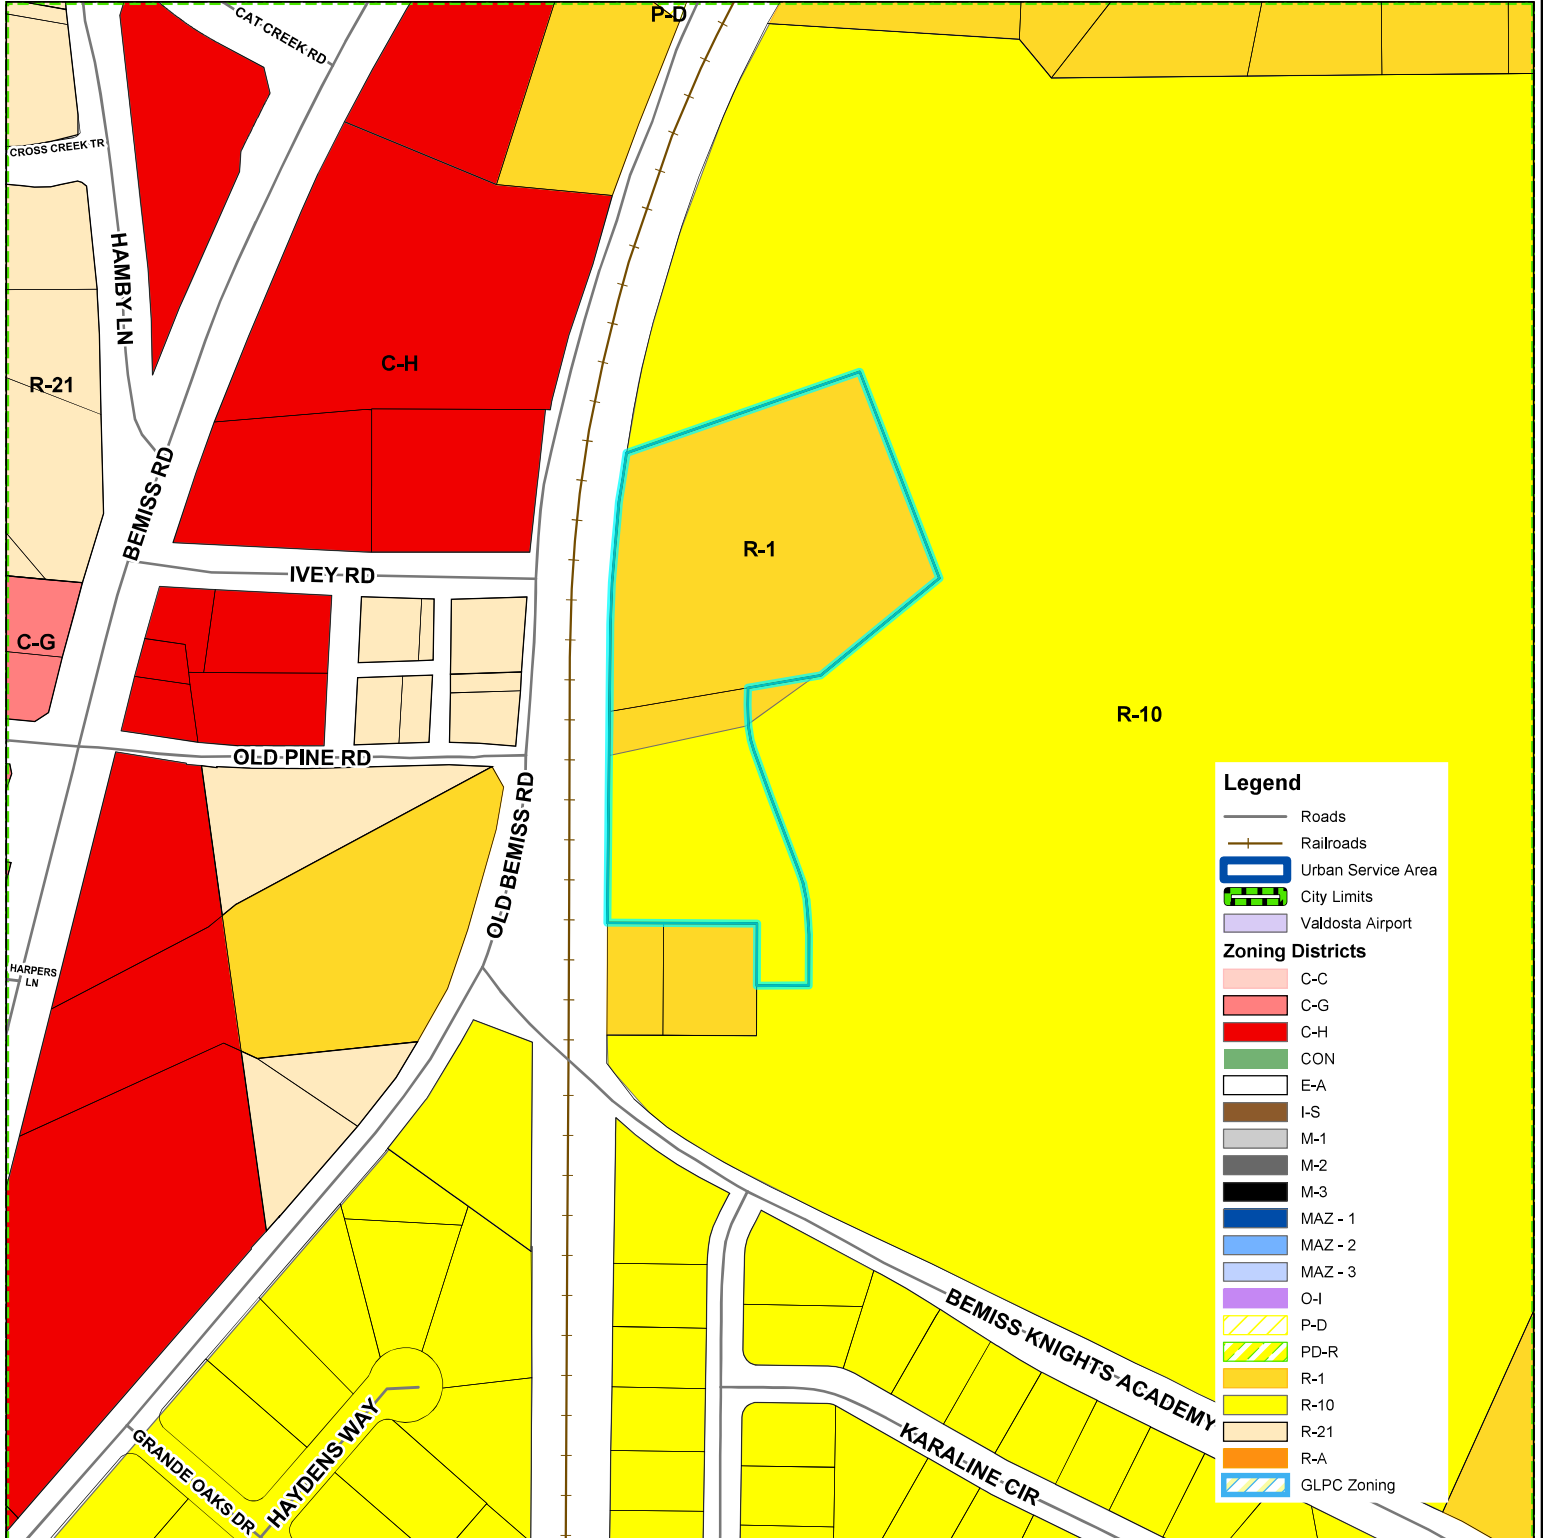 P-D
CAT CREEK RD
CROSS CREEK TR
HAMBY LN
C-H
R-21
BEMISS RD
R-1
IVEY RD
C-G
R-10
OLD PINE RD
OLD BEMISS RD
HARPERS
LN
BEMISS KNIGHTS ACADEMY
KARALINE CIR
HAYDENS WAY
GRANDE OAKS DR
Legend
Roads
Railroads
Urban Service Area
City Limits
Valdosta Airport
Zoning Districts
C-C
C-G
C-H
CON
E-A
I-S
M-1
M-2
M-3
MAZ - 1
MAZ - 2
MAZ - 3
O-I
P-D
PD-R
R-1
R-10
R-21
R-A
GLPC Zoning